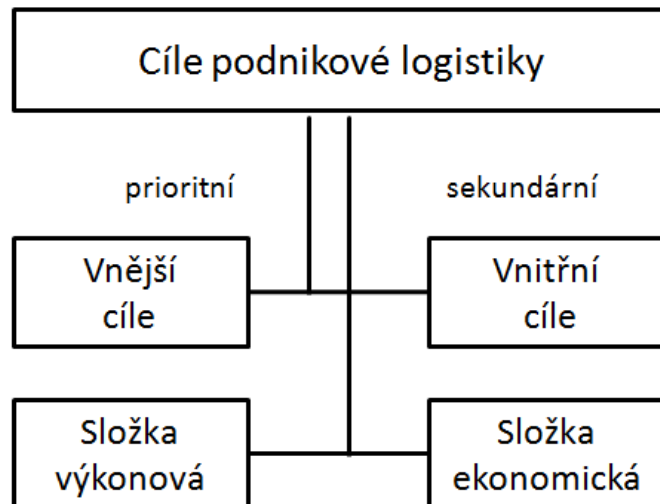 Cíle podnikové logistiky
prioritní
sekundární
Vnější
cíle
Vnitřní
cíle
Složka
výkonová
Složka
ekonomická